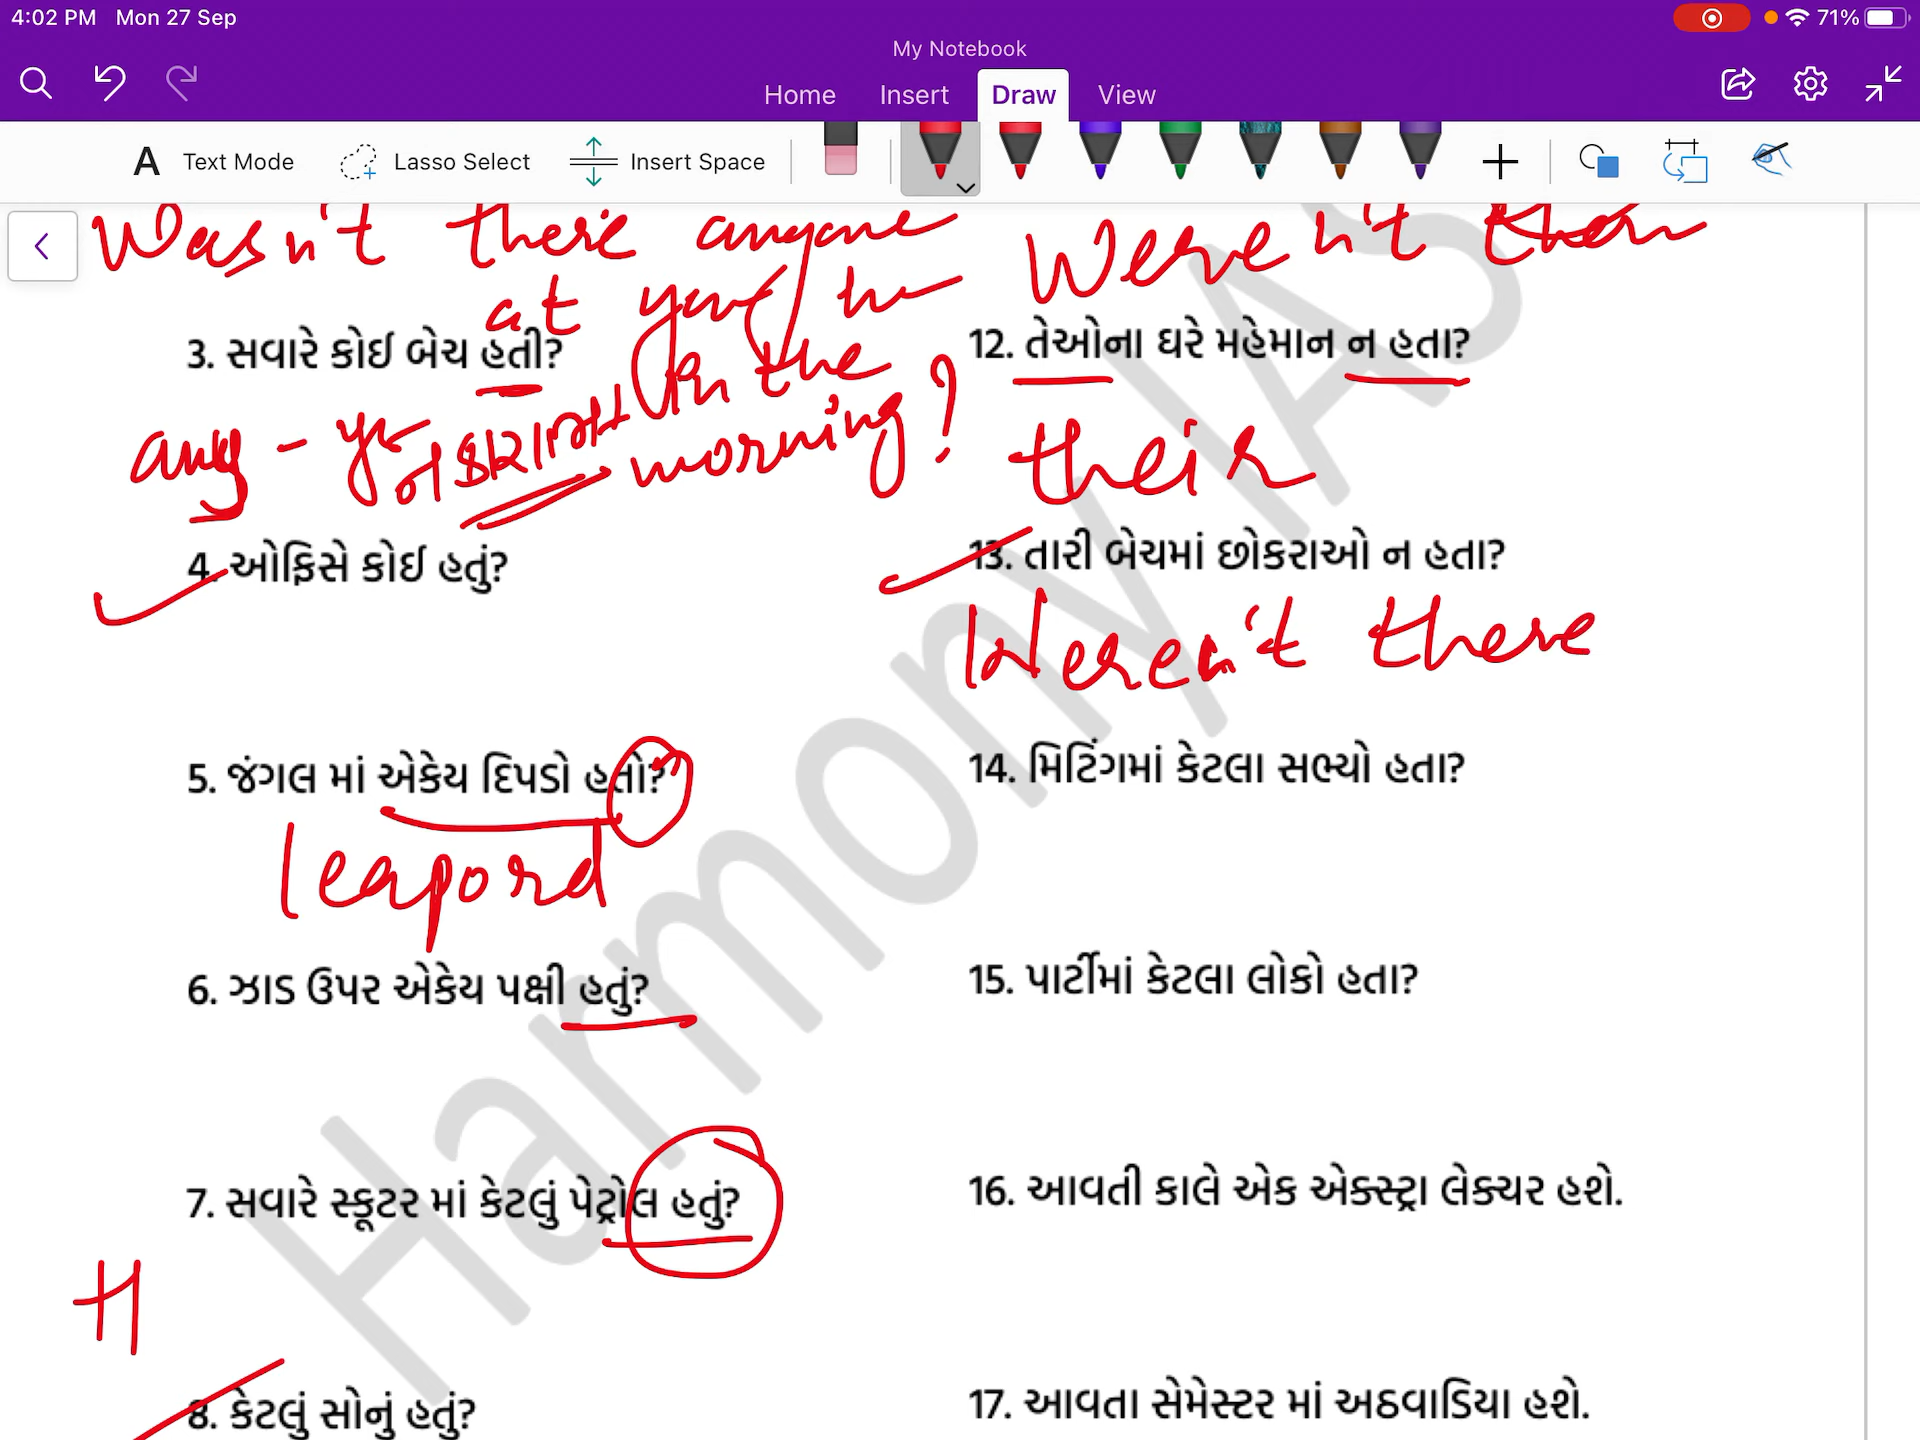 4:02 PM Mon 27 Sep
71%
My Notebook
Home Insert Draw View
A Text Mode Lasso Select Insert Space
Wasn't there anyone
at your
3. સવારે કોઈ બેચ હતી?
in the
any -
morning?
4. ઓફિસે કોઈ હતું?
5. જંગલ માં એકેય દિપડો હતો?
leapord
6. ઝાડ ઉપર એકેય પક્ષી હતું?
7. સવારે સ્કૂટર માં કેટલું પેટ્રોલ હતું?
H
8. કેટલું સોનું હતું?
Weren't
12. તેઓના ઘરે મહેમાન ન હતા?
their
13. તારી બેચમાં છોકરાઓ ન હતા?
Weren't there
14. મિટિંગમાં કેટલા સભ્યો હતા?
15. પાર્ટીમાં કેટલા લોકો હતા?
16. આવતી કાલે એક એક્સ્ટ્રા લેક્ચર હશે.
17. આવતા સેમેસ્ટર માં અઠવાડિયા હશે.
Harmony IAS